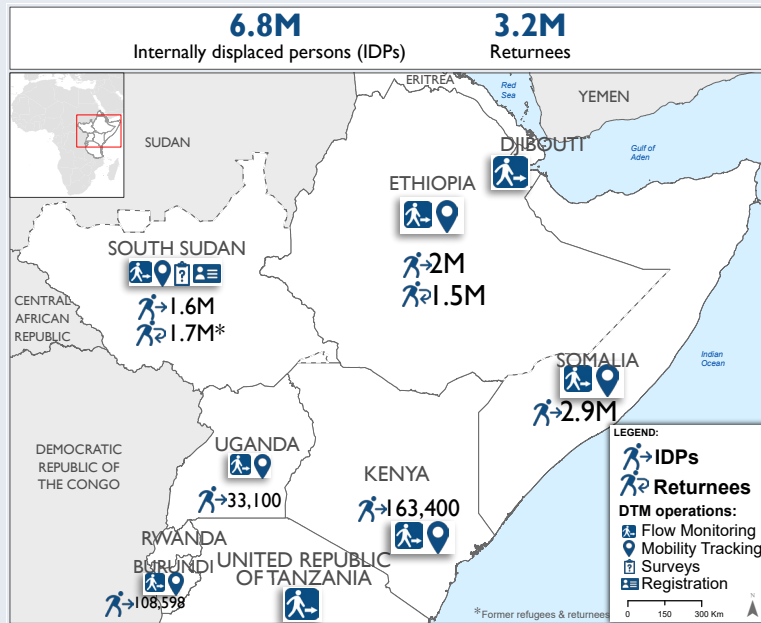 6.8M
Internally displaced persons (IDPs)
3.2M
Returnees
ERITREA
Red
Sea
YEMEN
SUDAN
DJIBOUTI
Gulf of
Aden
ETHIOPIA
2M
1.5M
SOUTH SUDAN
1.6M
1.7M*
CENTRAL
AFRICAN
REPUBLIC
Indian
Ocean
SOMALIA
2.9M
DEMOCRATIC
REPUBLIC OF
THE CONGO
UGANDA
33,100
KENYA
163,400
RWANDA
BURUNDI
108,598
UNITED REPUBLIC
OF TANZANIA
LEGEND:
IDPs
Returnees
DTM operations:
Flow Monitoring
Mobility Tracking
Surveys
Registration
0 150 300 Km
N
*Former refugees & returnees